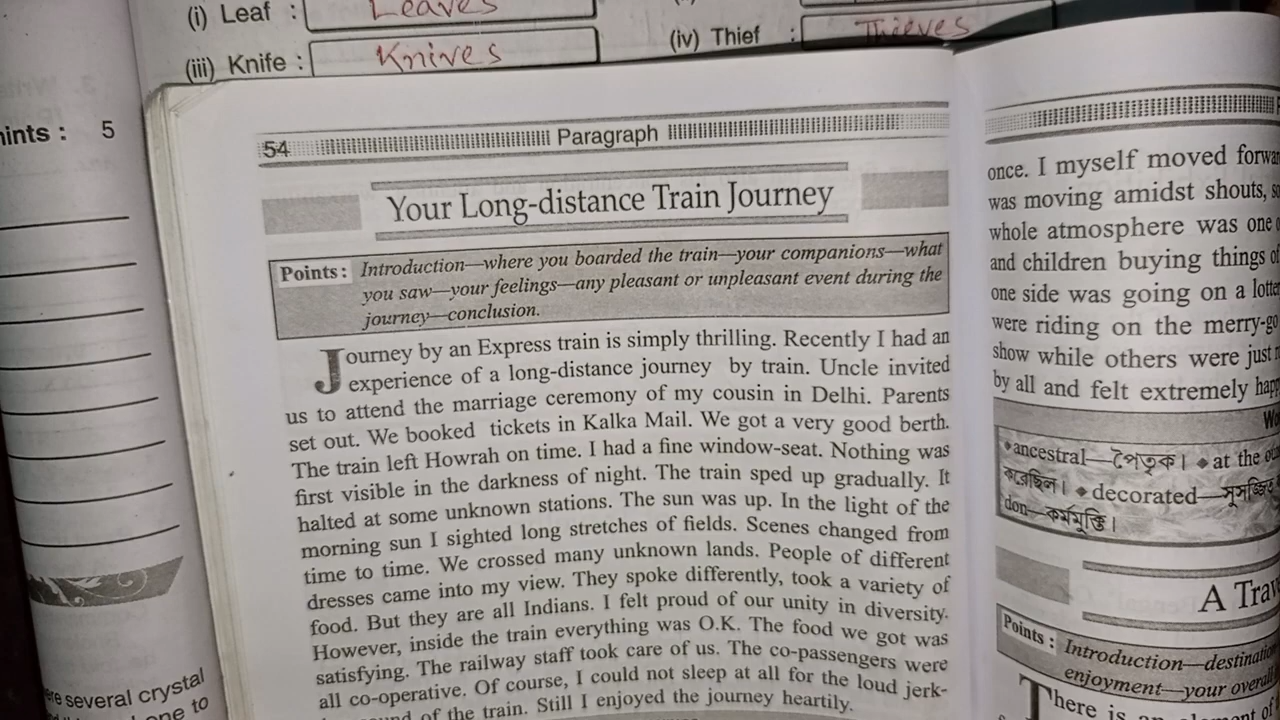 (i) Leaf : Leaves
(iii) Knife : Knives
(iv) Thief : Thieves
ints : 5
54 Paragraph
Your Long-distance Train Journey
Points : Introduction—where you boarded the train—your companions—what
you saw—your feelings—any pleasant or unpleasant event during the
journey—conclusion.
Journey by an Express train is simply thrilling. Recently I had an
experience of a long-distance journey by train. Uncle invited
us to attend the marriage ceremony of my cousin in Delhi. Parents
set out. We booked tickets in Kalka Mail. We got a very good berth.
The train left Howrah on time. I had a fine window-seat. Nothing was
first visible in the darkness of night. The train sped up gradually. It
halted at some unknown stations. The sun was up. In the light of the
morning sun I sighted long stretches of fields. Scenes changed from
time to time. We crossed many unknown lands. People of different
dresses came into my view. They spoke differently, took a variety of
food. But they are all Indians. I felt proud of our unity in diversity.
However, inside the train everything was O.K. The food we got was
satisfying. The railway staff took care of us. The co-passengers were
all co-operative. Of course, I could not sleep at all for the loud jerk-
of the train. Still I enjoyed the journey heartily.
once. I myself moved forwar
was moving amidst shouts,
whole atmosphere was one
and children buying things
one side was going on a lotte
were riding on the merry-go
show while others were just
by all and felt extremely hap
•ancestral—পৈতৃক। ◆at the
করেছিল। ◆decorated—সুসজ্জিত
don—কর্মমুক্তি।
A Trav
Points : Introduction—destination
enjoyment—your overall
There is an element of
several crystal
one to